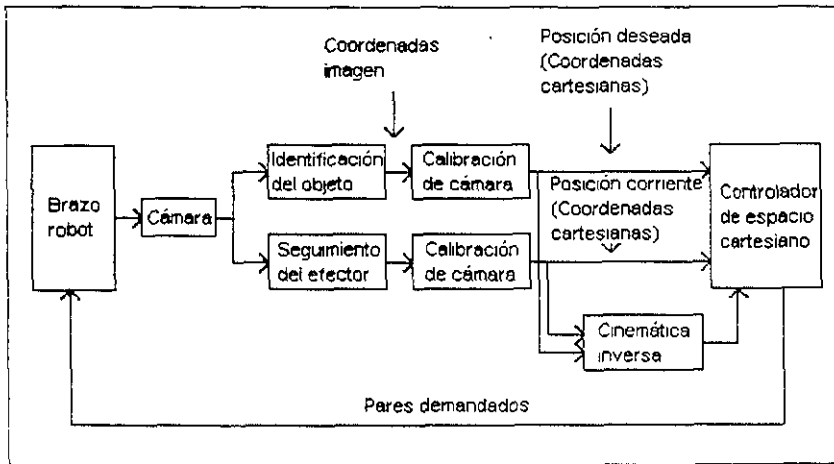 Coordenadas
imagen
Posición deseada
(Coordenadas
cartesianas)
Brazo
robot
Cámara
Identificación
del objeto
Calibración
de cámara
Posición corriente
(Coordenadas
cartesianas)
Controlador
de espacio
cartesiano
Seguimiento
del efector
Calibración
de cámara
Cinemática
inversa
Pares demandados